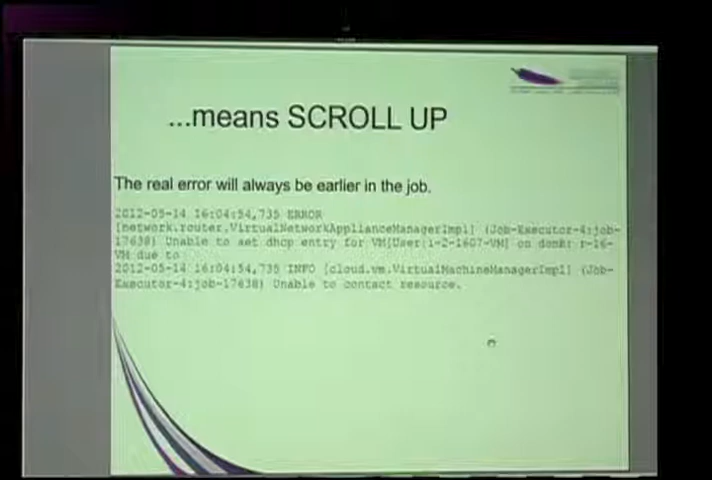 ...means SCROLL UP
The real error will always be earlier in the job.
2012-05-14 16:04:54,735 ERROR
[network.router.VirtualNetworkApplianceManagerImpl] (Job-Executor-4:job-
17638) Unable to set dhcp entry for VM[User|i-2-1607-VM] on domR: r-16-
VM due to
2012-05-14 16:04:54,735 INFO [cloud.vm.VirtualMachineManagerImpl] (Job-
Executor-4:job-17638) Unable to contact resource.